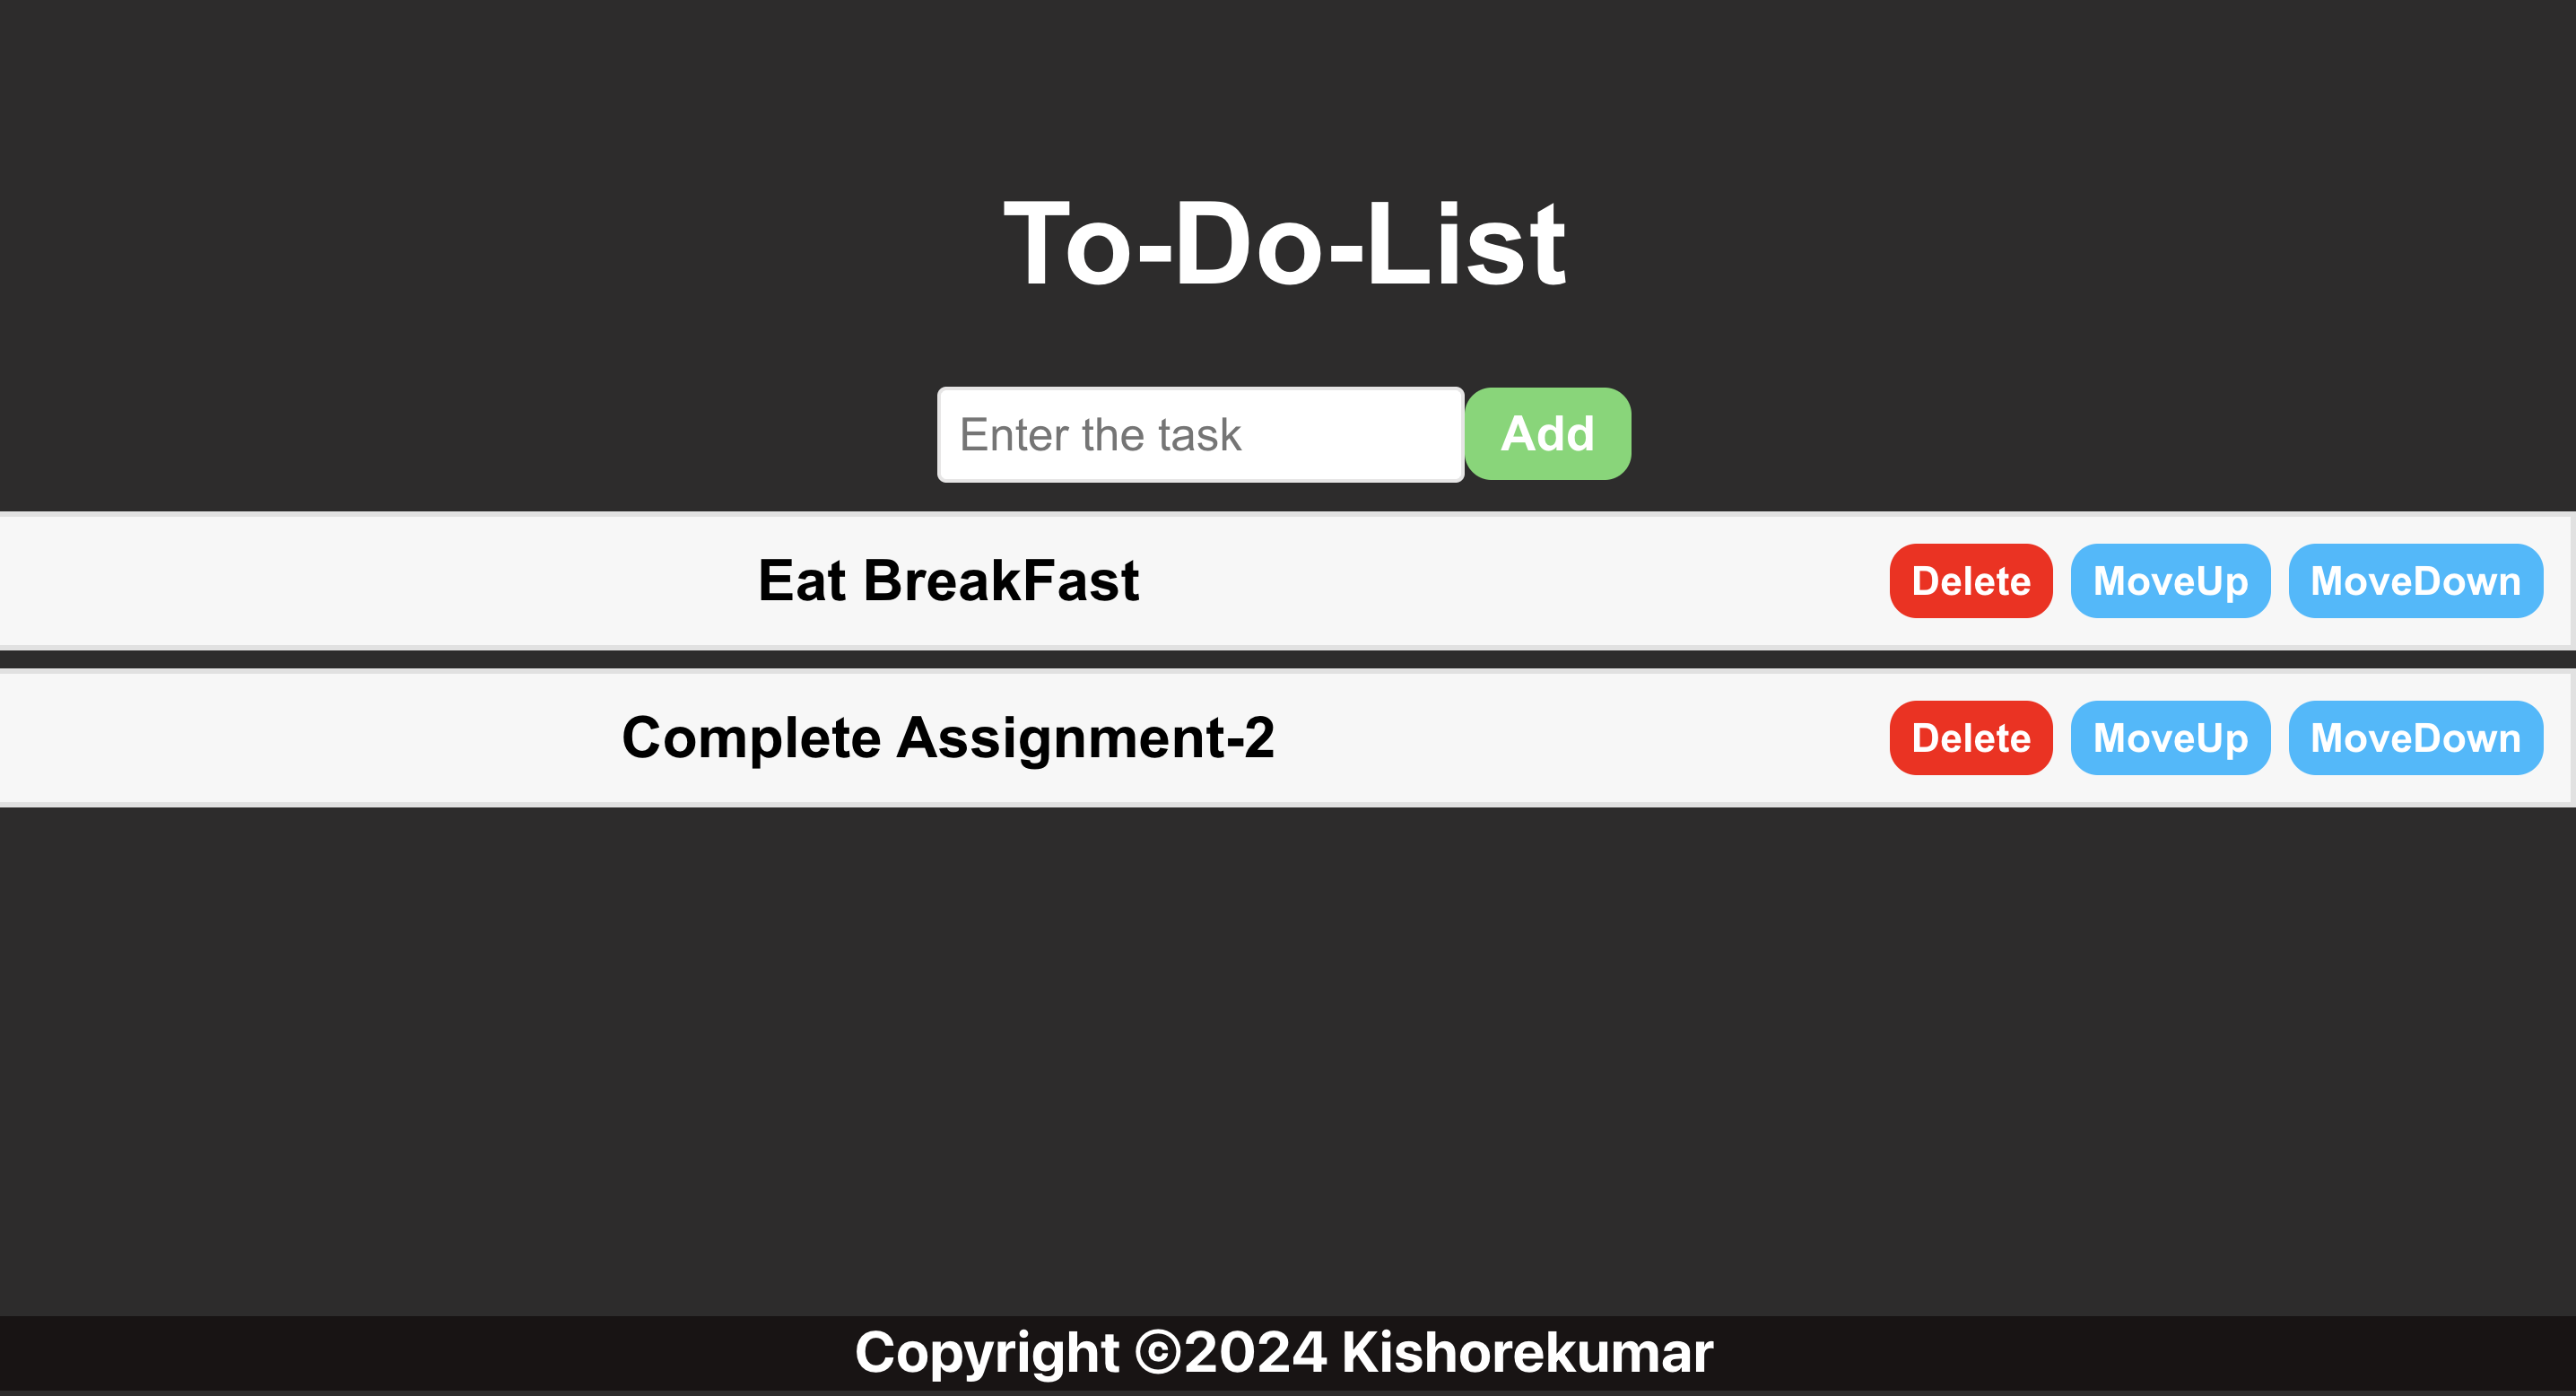 To-Do-List
Enter the task Add
Eat BreakFast Delete MoveUp MoveDown
Complete Assignment-2 Delete MoveUp MoveDown
Copyright ©2024 Kishorekumar